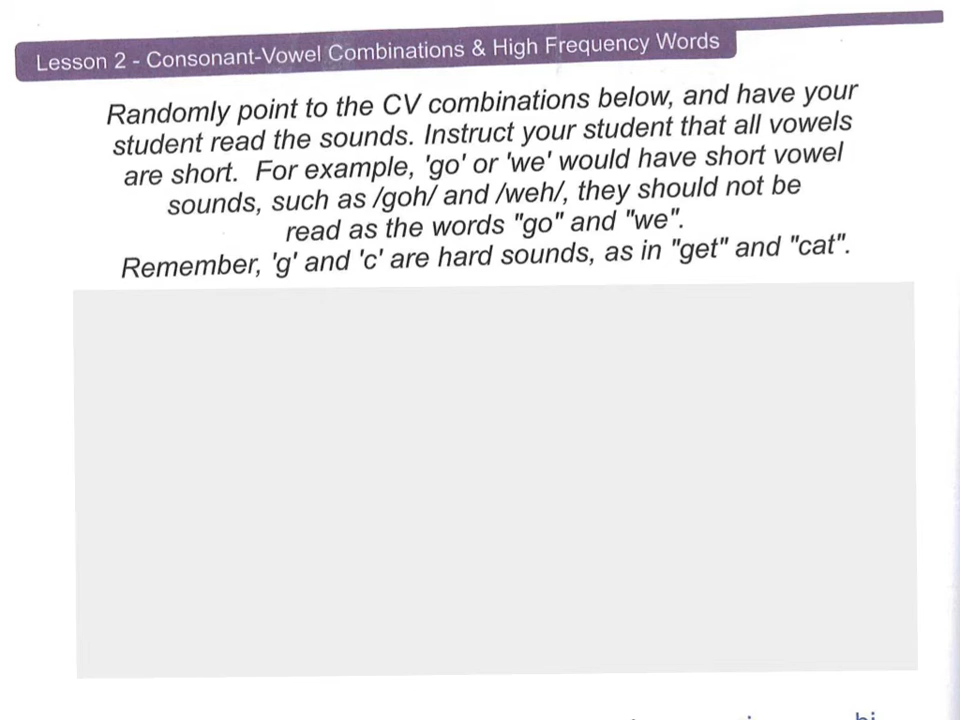 Lesson 2 - Consonant-Vowel Combinations & High Frequency Words
Randomly point to the CV combinations below, and have your
student read the sounds. Instruct your student that all vowels
are short.  For example, 'go' or 'we' would have short vowel
sounds, such as /goh/ and /weh/, they should not be
read as the words "go" and "we".
Remember, 'g' and 'c' are hard sounds, as in "get" and "cat".